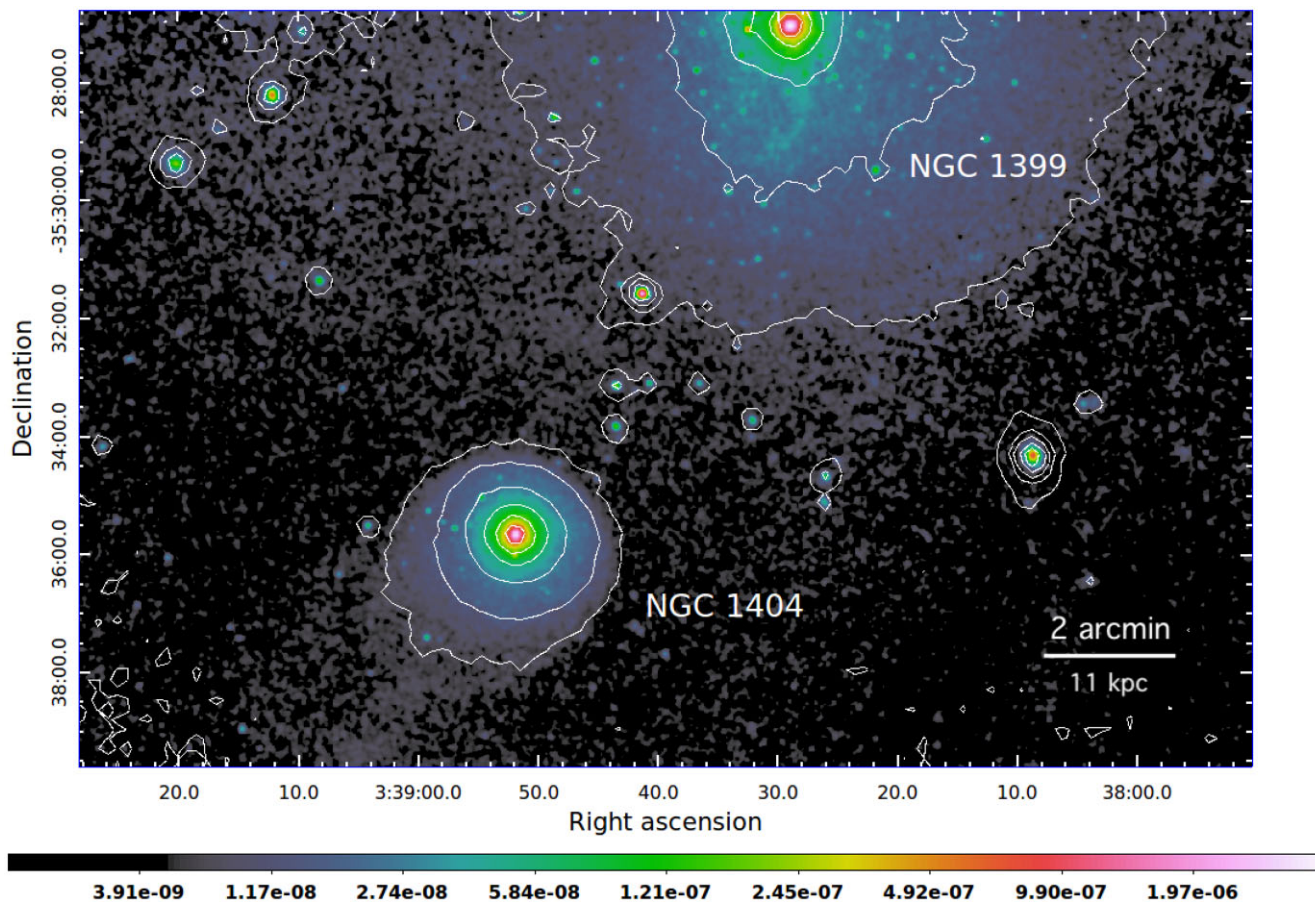 28:00.0
NGC 1399
-35:30:00.0
32:00.0
Declination
34:00.0
36:00.0
NGC 1404
2 arcmin
11 kpc
38:00.0
20.0 10.0 3:39:00.0 50.0 40.0 30.0 20.0 10.0 38:00.0
Right ascension
3.91e-09 1.17e-08 2.74e-08 5.84e-08 1.21e-07 2.45e-07 4.92e-07 9.90e-07 1.97e-06